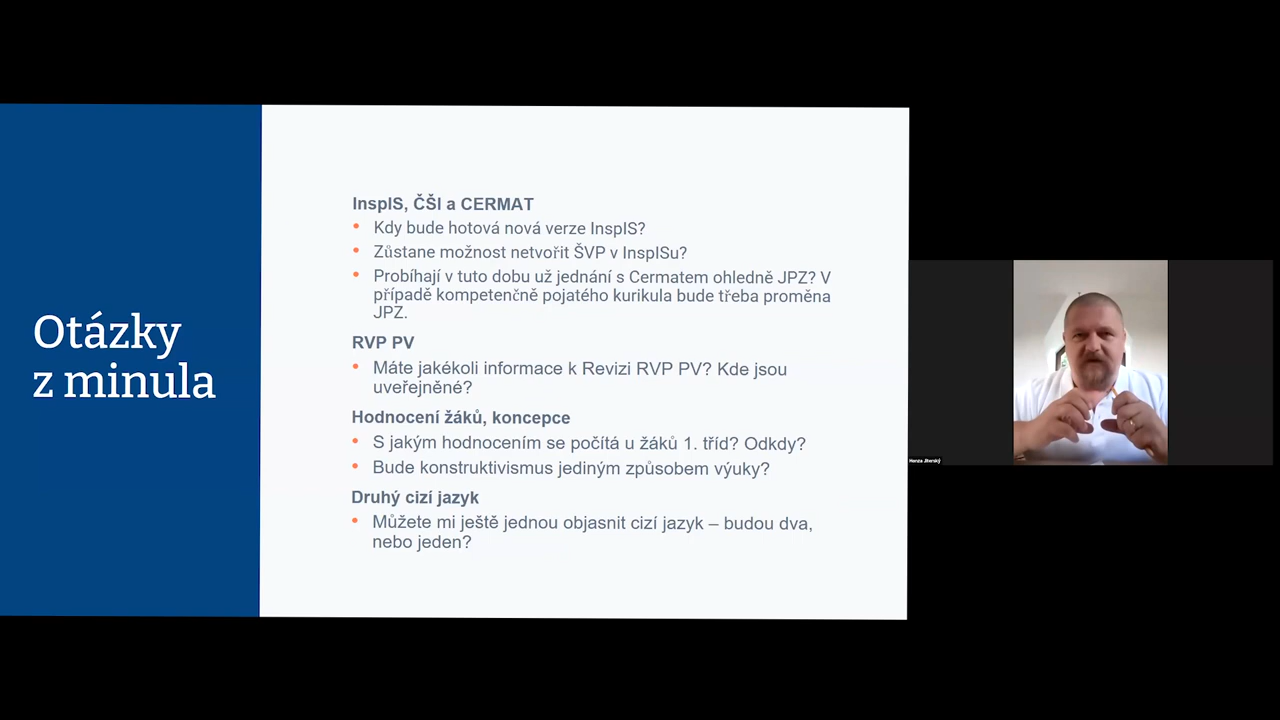 Otázky
z minula
InspIS, ČŠI a CERMAT
• Kdy bude hotová nová verze InspIS?
• Zůstane možnost netvořit ŠVP v InspISu?
• Probíhají v tuto dobu už jednání s Cermatem ohledně JPZ? V
případě kompetenčně pojatého kurikula bude třeba proměna
JPZ.
RVP PV
• Máte jakékoli informace k Revizi RVP PV? Kde jsou
uveřejněné?
Hodnocení žáků, koncepce
• S jakým hodnocením se počítá u žáků 1. tříd? Odkdy?
• Bude konstruktivismus jediným způsobem výuky?
Druhý cizí jazyk
• Můžete mi ještě jednou objasnit cizí jazyk – budou dva,
nebo jeden?